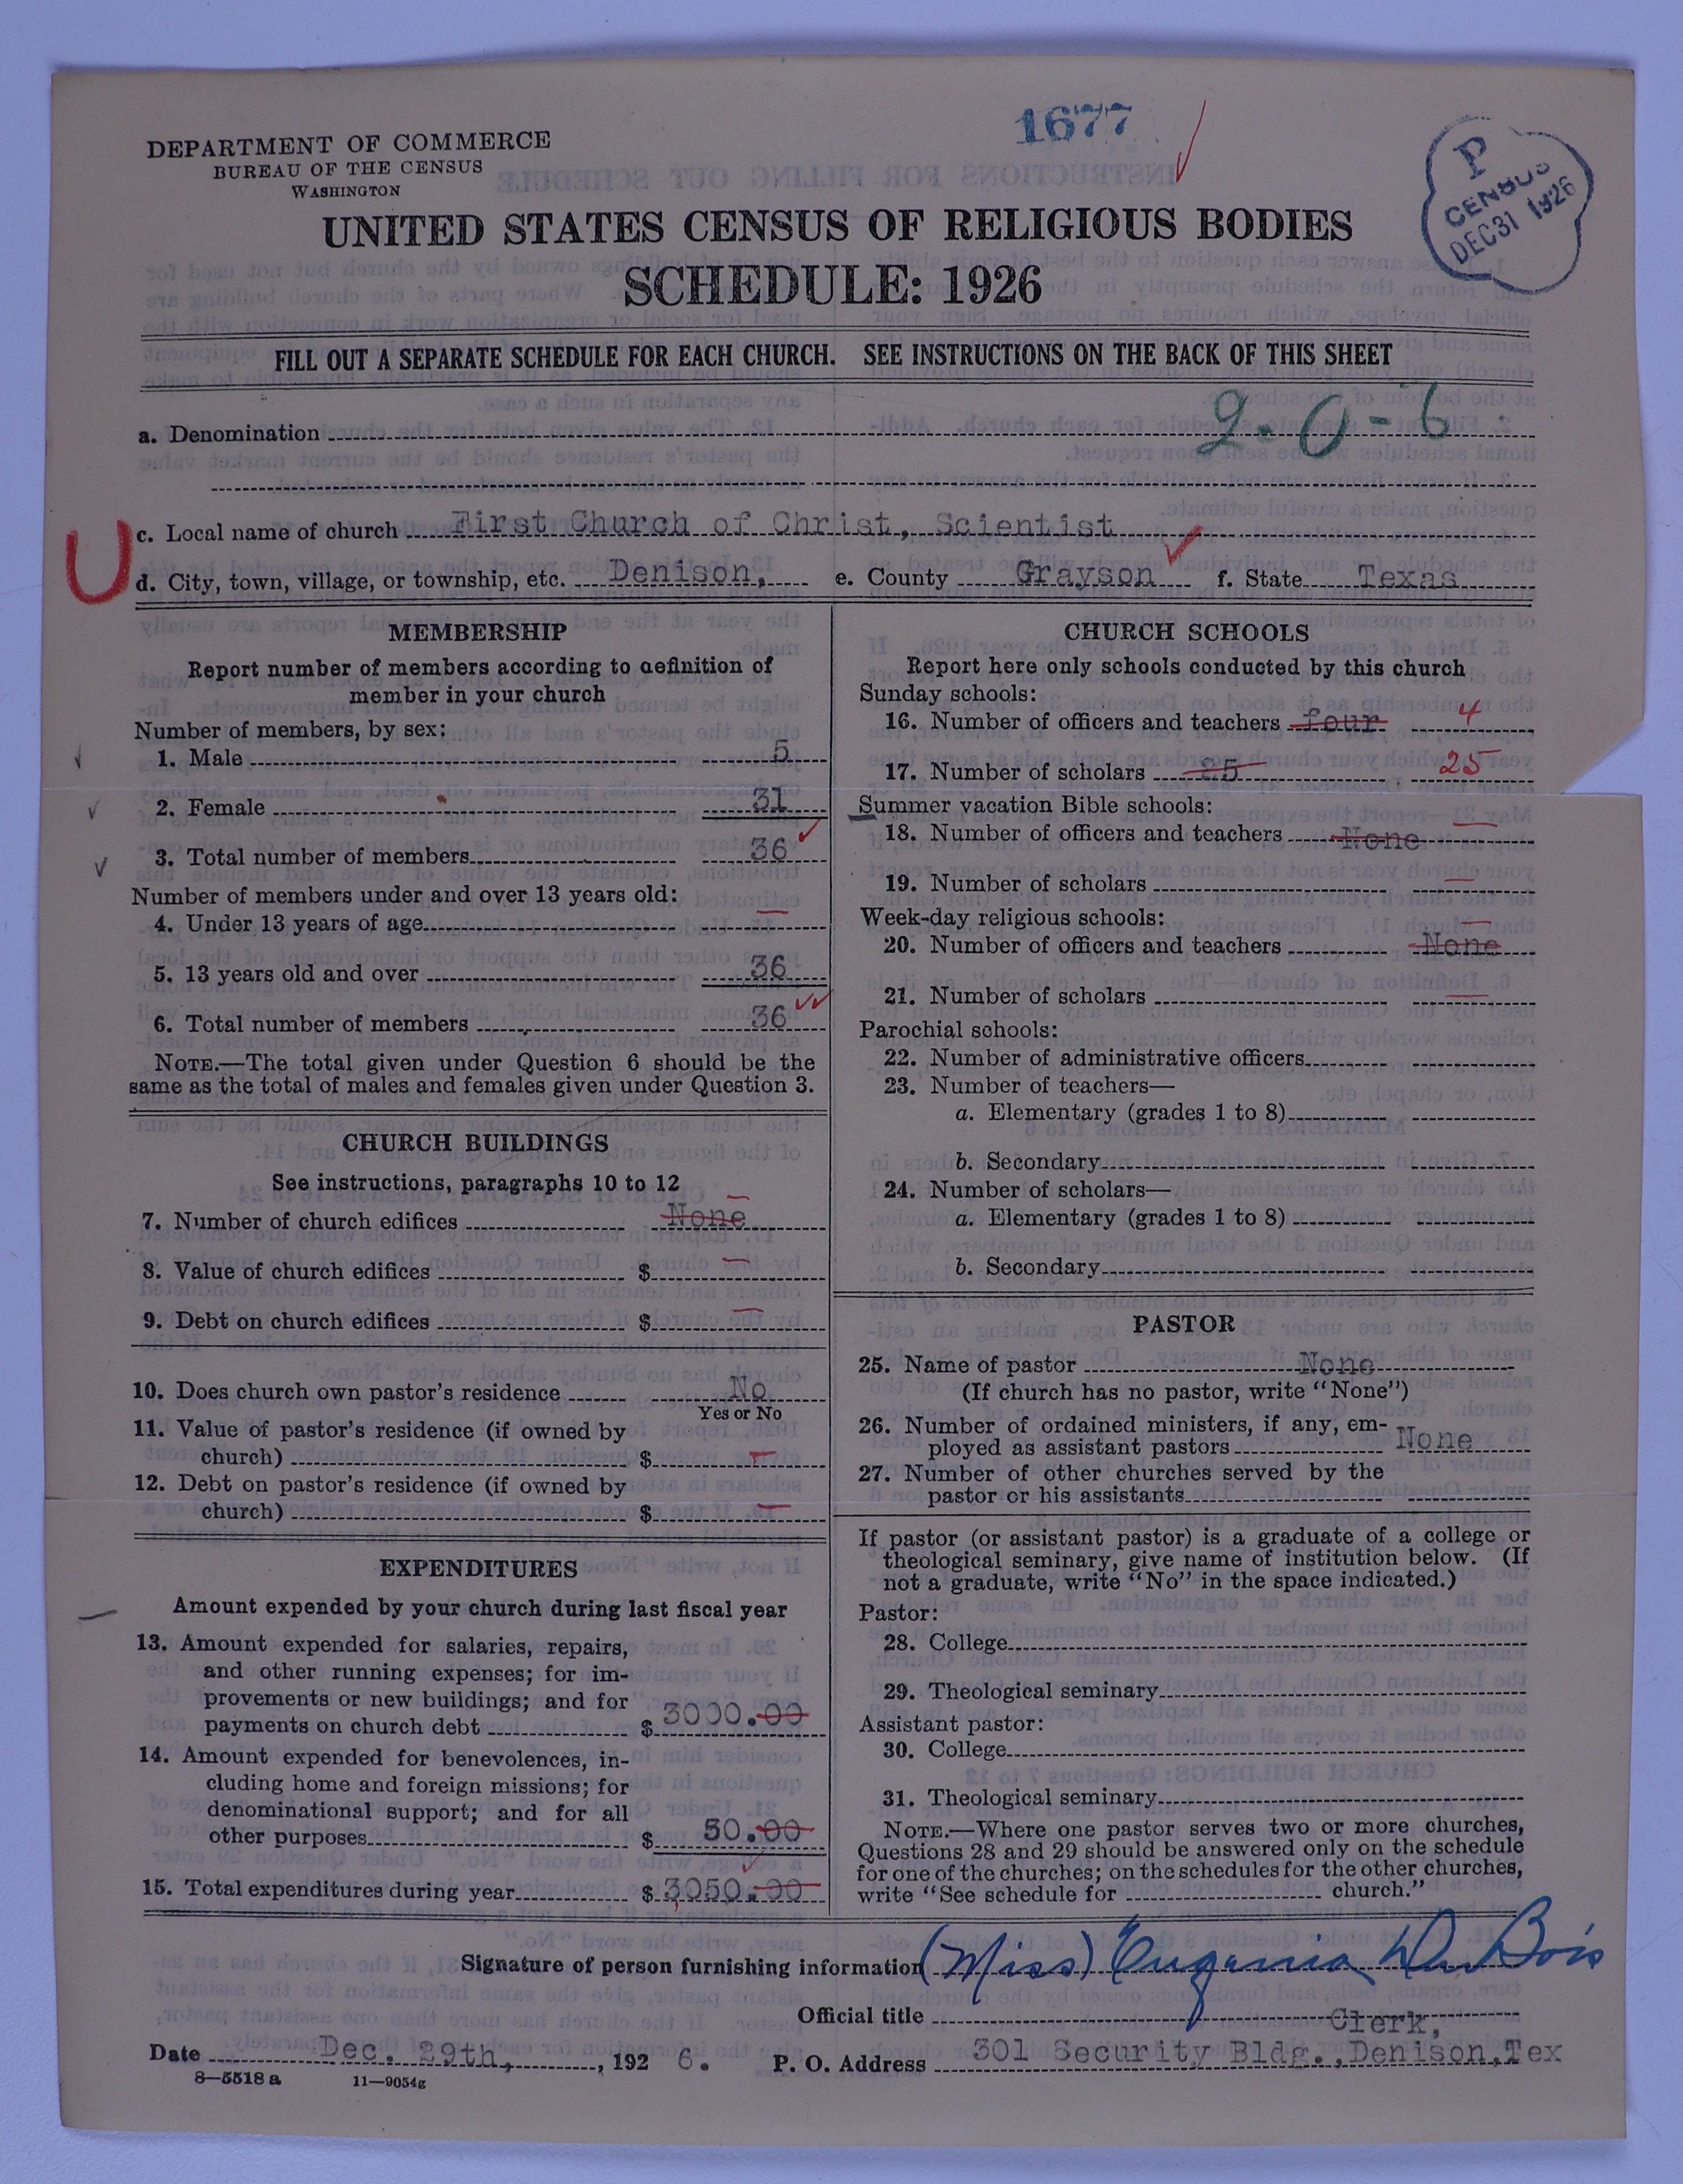 1677
DEPARTMENT OF COMMERCE
BUREAU OF THE CENSUS
WASHINGTON
P
CENSUS
DEC 31 1926
UNITED STATES CENSUS OF RELIGIOUS BODIES
SCHEDULE: 1926
FILL OUT A SEPARATE SCHEDULE FOR EACH CHURCH. SEE INSTRUCTIONS ON THE BACK OF THIS SHEET
2-0-6
a. Denomination
c. Local name of church First Church of Christ, Scientist
U
d. City, town, village, or township, etc. Denison, e. County Grayson f. State Texas
MEMBERSHIP
Report number of members according to definition of
member in your church
Number of members, by sex:
1. Male 5
2. Female 31
3. Total number of members 36
Number of members under and over 13 years old:
4. Under 13 years of age —
5. 13 years old and over 36
6. Total number of members 36
NOTE.—The total given under Question 6 should be the
same as the total of males and females given under Question 3.
CHURCH BUILDINGS
See instructions, paragraphs 10 to 12
7. Number of church edifices None —
8. Value of church edifices $ —
9. Debt on church edifices $ —
10. Does church own pastor's residence No
Yes or No
11. Value of pastor's residence (if owned by
church) $ —
12. Debt on pastor's residence (if owned by
church) $ —
EXPENDITURES
Amount expended by your church during last fiscal year
13. Amount expended for salaries, repairs,
and other running expenses; for im-
provements or new buildings; and for
payments on church debt $ 3000.00
14. Amount expended for benevolences, in-
cluding home and foreign missions; for
denominational support; and for all
other purposes $ 50.00
15. Total expenditures during year $ 3050.00
CHURCH SCHOOLS
Report here only schools conducted by this church
Sunday schools:
16. Number of officers and teachers four 4
17. Number of scholars 25 25
Summer vacation Bible schools:
18. Number of officers and teachers None —
19. Number of scholars —
Week-day religious schools:
20. Number of officers and teachers None —
21. Number of scholars —
Parochial schools:
22. Number of administrative officers
23. Number of teachers—
a. Elementary (grades 1 to 8)
b. Secondary
24. Number of scholars—
a. Elementary (grades 1 to 8)
b. Secondary
PASTOR
25. Name of pastor None
(If church has no pastor, write "None")
26. Number of ordained ministers, if any, em-
ployed as assistant pastors None
27. Number of other churches served by the
pastor or his assistants
If pastor (or assistant pastor) is a graduate of a college or
theological seminary, give name of institution below. (If
not a graduate, write "No" in the space indicated.)
Pastor:
28. College
29. Theological seminary
Assistant pastor:
30. College
31. Theological seminary
NOTE.—Where one pastor serves two or more churches,
Questions 28 and 29 should be answered only on the schedule
for one of the churches; on the schedules for the other churches,
write "See schedule for church."
Signature of person furnishing information (Miss) Eugenia Du Bois
Official title Clerk,
Date Dec. 29th, , 192 6. P. O. Address 301 Security Bldg., Denison, Tex
8—5518 a 11—9054g